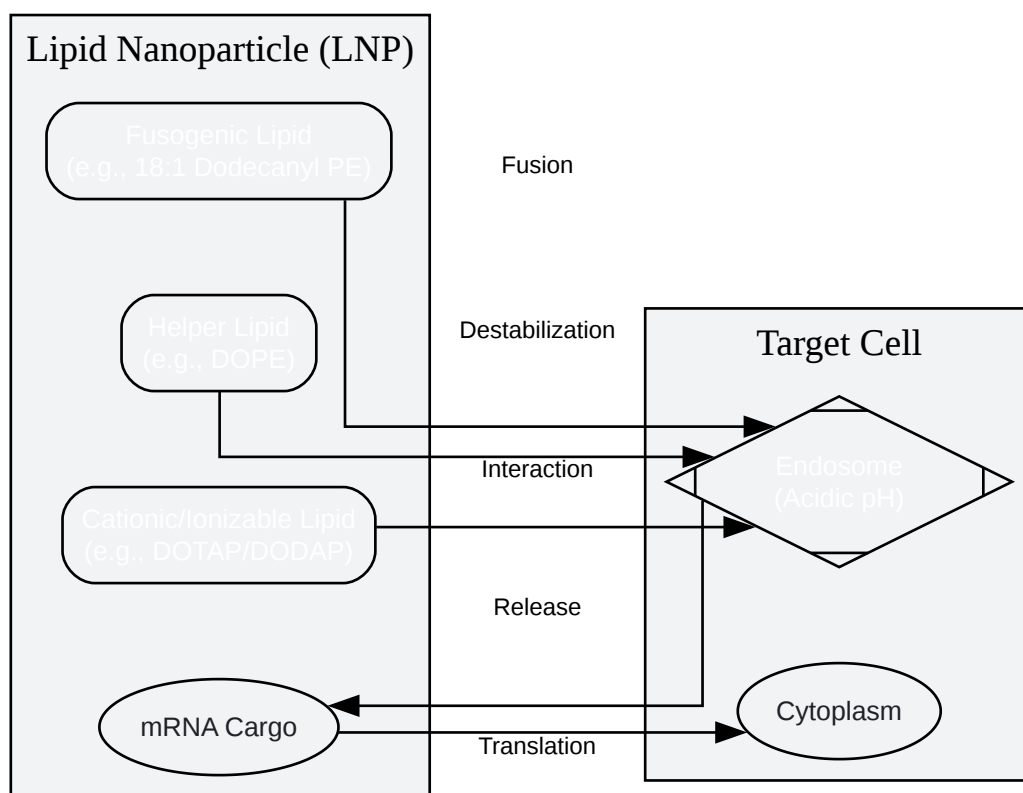 Lipid Nanoparticle (LNP)
Fusogenic Lipid
(e.g., 18:1 Dodecanyl PE)
Fusion
Helper Lipid
(e.g., DOPE)
Destabilization
Target Cell
Interaction
Endosome
(Acidic pH)
Cationic/Ionizable Lipid
(e.g., DOTAP/DODAP)
Release
mRNA Cargo
Translation
Cytoplasm